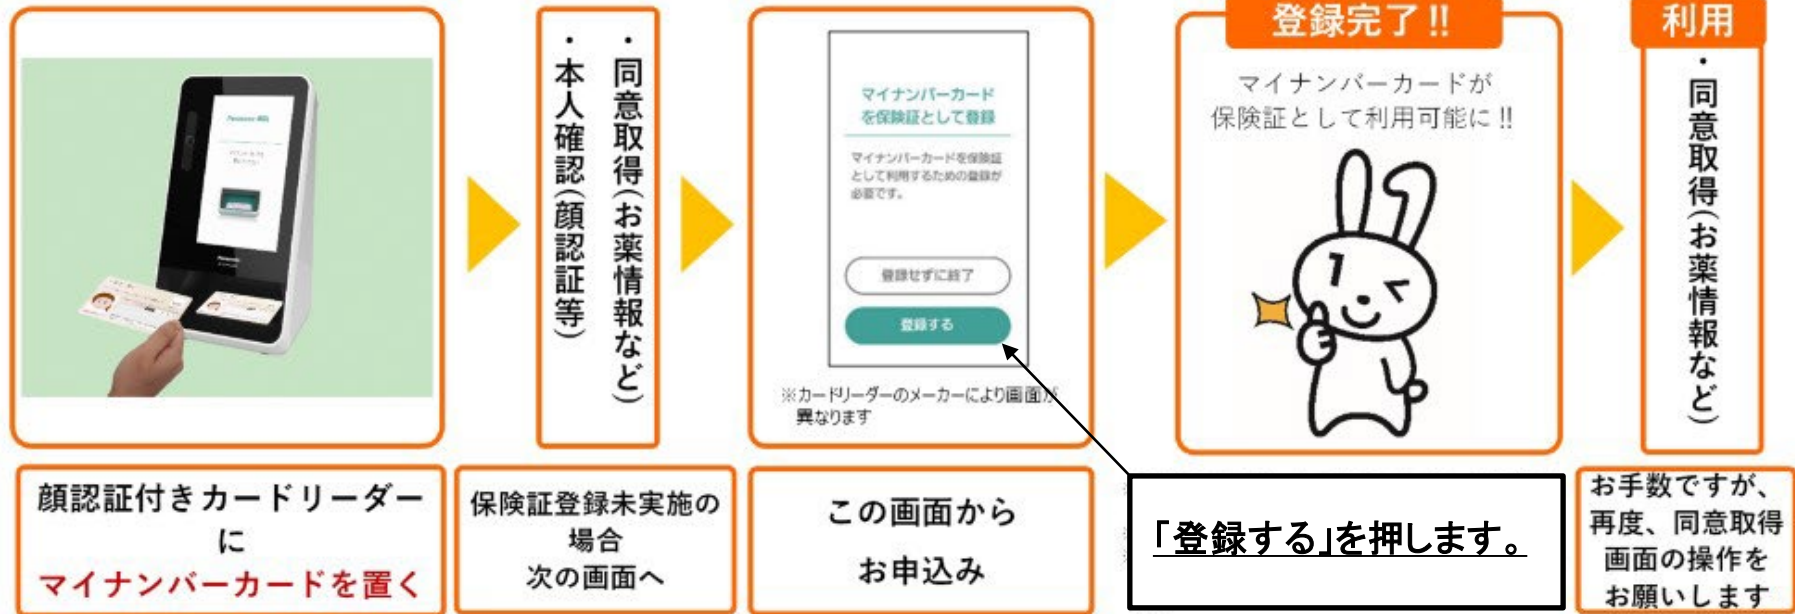 顔認証付きカードリーダー
に
マイナンバーカードを置く
・本人確認(顔認証等)
・同意取得(お薬情報など)
保険証登録未実施の
場合
次の画面へ
マイナンバーカード
を保険証として登録
マイナンバーカードを保険証
として利用するための登録が
必要です。
登録せずに終了
登録する
※カードリーダーのメーカーにより画面が
異なります
この画面から
お申込み
「登録する」を押します。
登録完了!!
マイナンバーカードが
保険証として利用可能に!!
利用
・同意取得(お薬情報など)
お手数ですが、
再度、同意取得
画面の操作を
お願いします